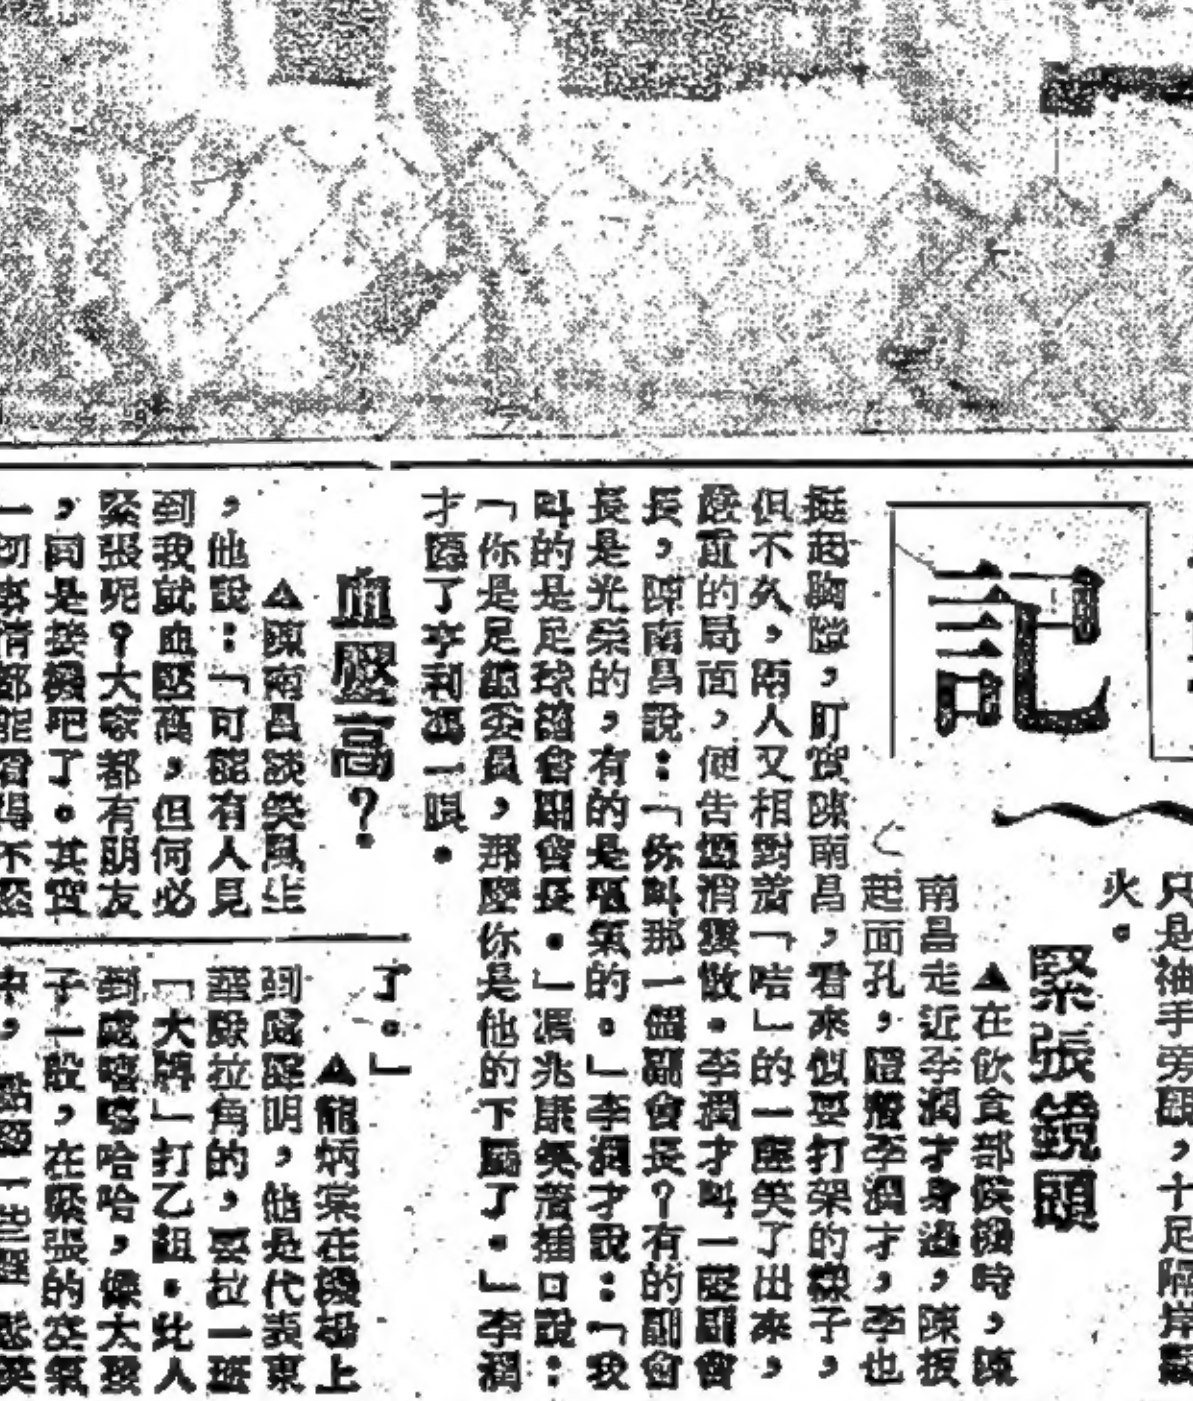 記
只是袖手旁觀，十足隔岸觀
火。
緊張鏡頭
▲在飲食部候機時，陳
南昌走近李潤才身邊，陳扳
起面孔，瞪着李潤才，李也
挺起胸膛，盯實陳南昌，看來似要打架的樣子，
但不久，兩人又相對着「咭」的一聲笑了出來，
嚴重的局面，便告煙消雲散。李潤才叫一聲副會
長，陳南昌說：「你叫那一個副會長？有的副會
長是光榮的，有的是嘔氣的。」李潤才說：「我
叫的是足球總會副會長。」馮兆康笑着插口說：
「你是足總委員，那麼你是他的下屬了。」李潤
才瞪了李利馮一眼。
血壓高？
▲陳南昌談笑風生
，他說：「可能有人見
到我就血壓高，但何必
緊張呢？大家都有朋友
，同是接機吧了。其實
一切事情都能看得不
了。」
▲龍炳棠在機場上
到處聲明，他是代表東
華隊拉角的，要拉一班
「大牌」打乙組。此人
到處嘻嘻哈哈，傑太孩
子一般，在緊張的空氣
中，點綴一些輕鬆